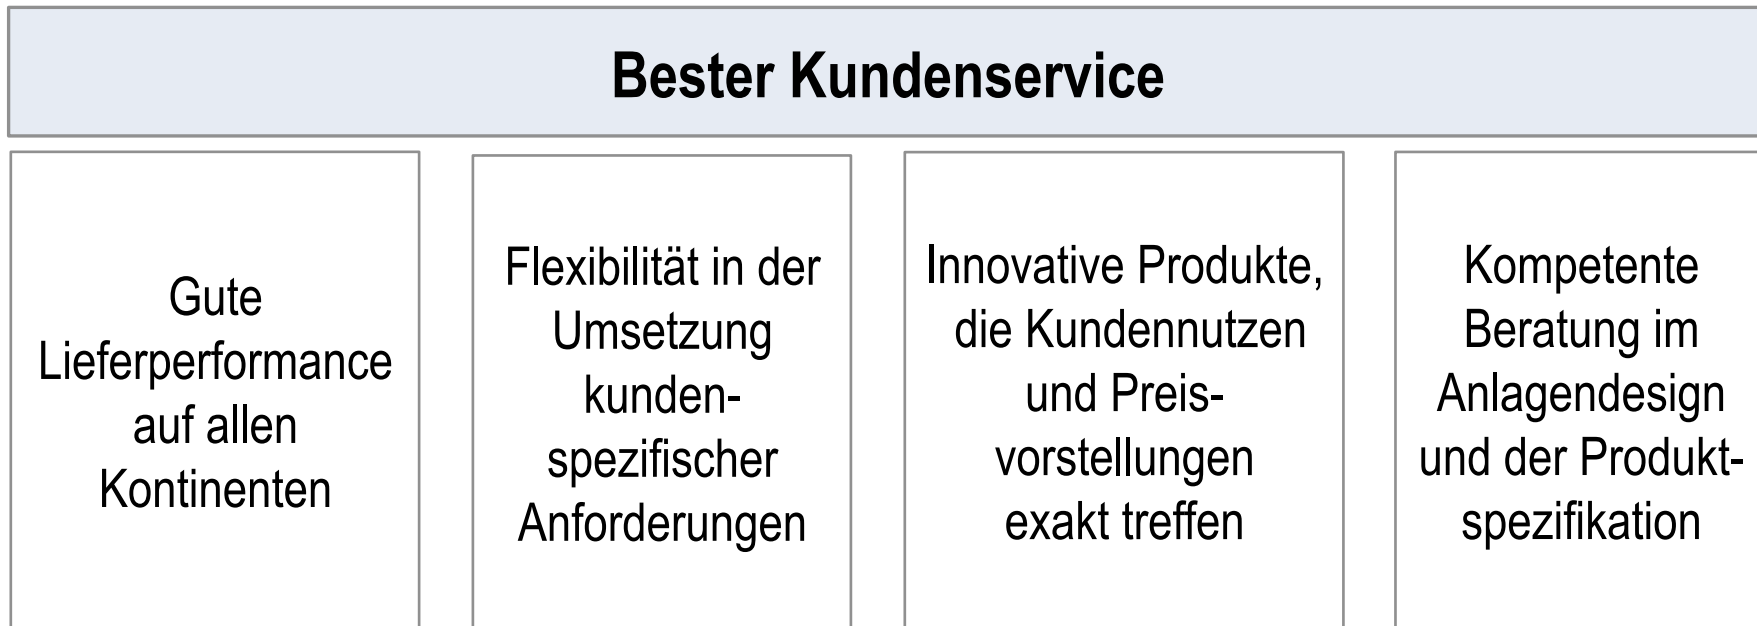 Bester Kundenservice
Gute
Lieferperformance
auf allen
Kontinenten
Flexibilität in der
Umsetzung
kunden-
spezifischer
Anforderungen
Innovative Produkte,
die Kundennutzen
und Preis-
vorstellungen
exakt treffen
Kompetente
Beratung im
Anlagendesign
und der Produkt-
spezifikation